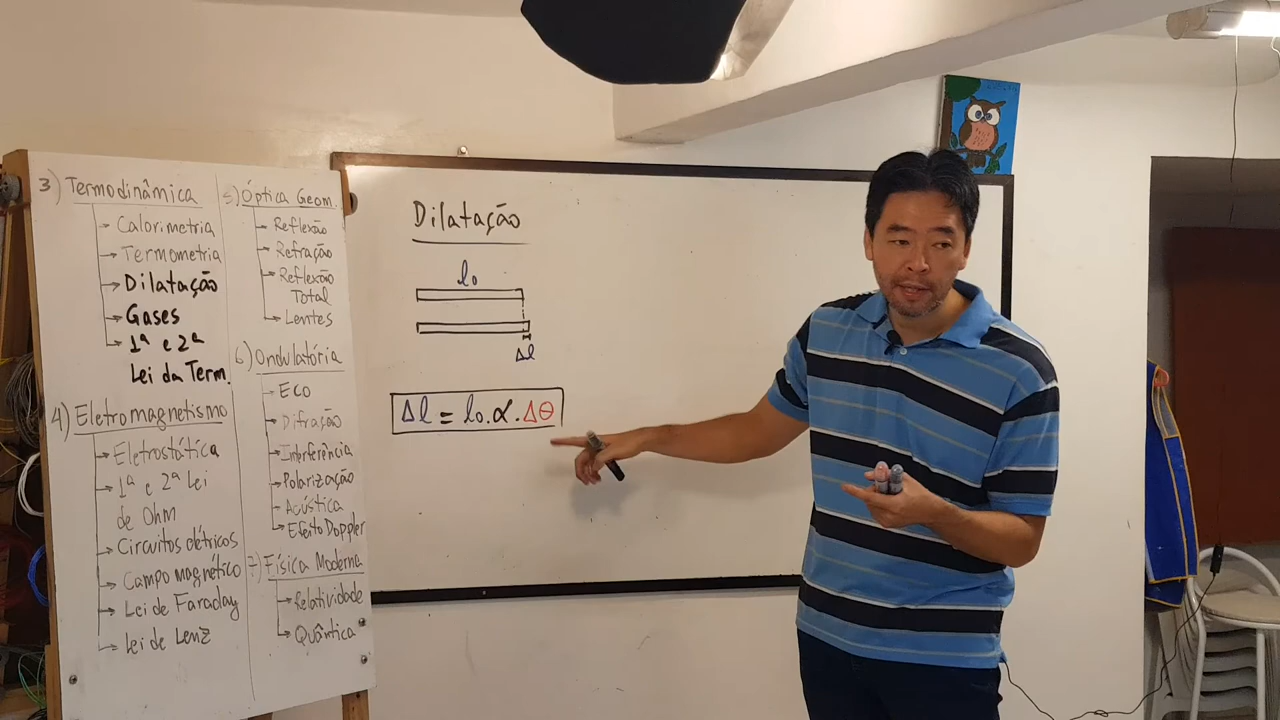 3) Termodinâmica
Calorimetria
Termometria
Dilatação
Gases
1ª e 2ª
Lei da Term.
4) Eletromagnetismo
Eletrostática
1ª e 2ª Lei
de Ohm
Circuitos elétricos
Campo magnético
Lei de Faraday
Lei de Lenz
5) Óptica Geom.
Reflexão
Refração
Reflexão
Total
Lentes
6) Ondulatória
Eco
Difração
Interferência
Polarização
Acústica
Efeito Doppler
7) Física Moderna
Relatividade
Quântica
Dilatação
l₀
Δl
Δl = l₀.α.Δθ